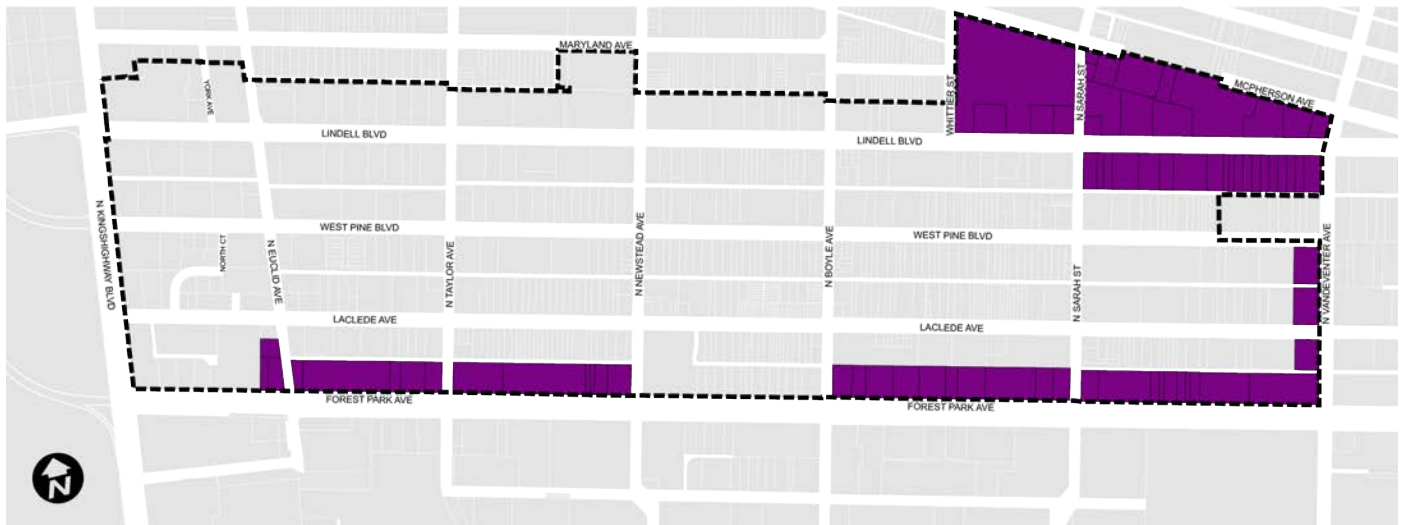 MARYLAND AVE
YORK AVE
WHITTIER ST
N SARAH ST
MCPHERSON AVE
LINDELL BLVD
LINDELL BLVD
N KINGSHIGHWAY BLVD
NORTH CT
N EUCLID AVE
WEST PINE BLVD
N TAYLOR AVE
N NEWSTEAD AVE
N BOYLE AVE
WEST PINE BLVD
N SARAH ST
N VANDEVENTER AVE
LACLEDE AVE
LACLEDE AVE
FOREST PARK AVE
FOREST PARK AVE
N